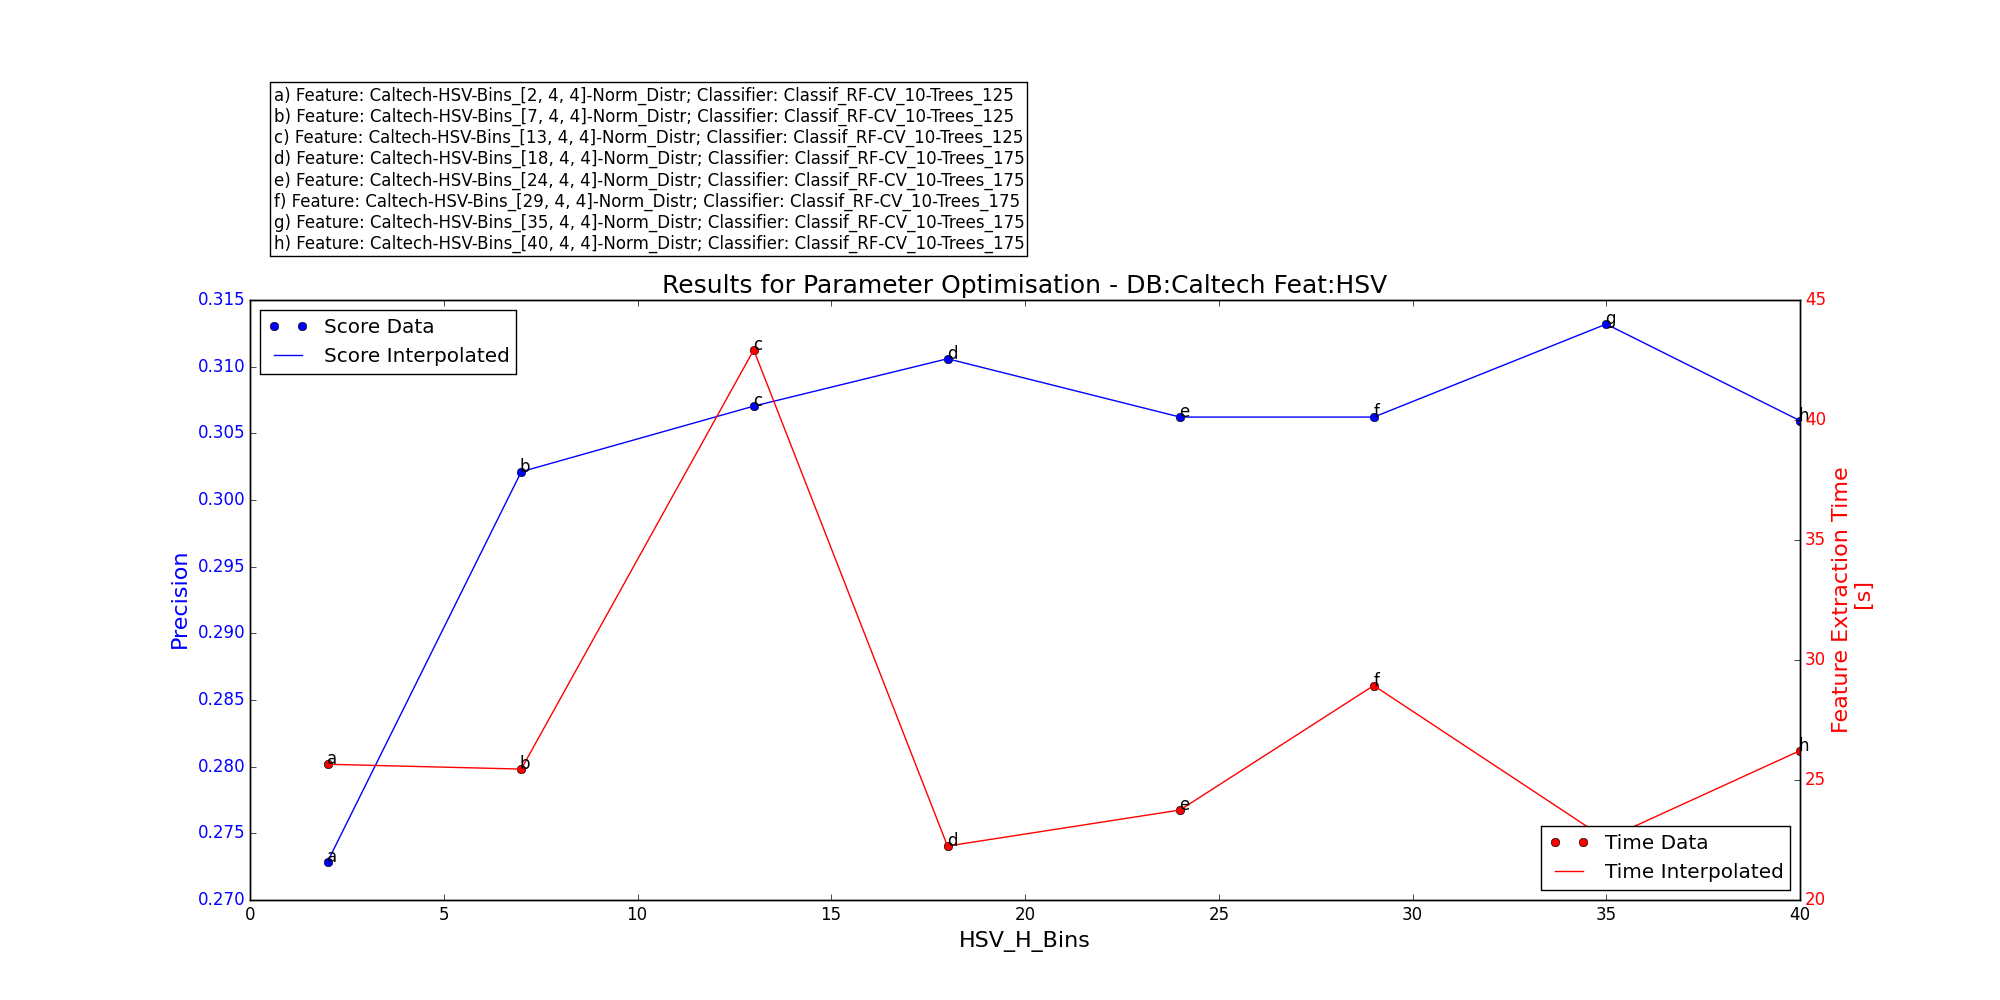 a) Feature: Caltech-HSV-Bins_[2, 4, 4]-Norm_Distr; Classifier: Classif_RF-CV_10-Trees_125
b) Feature: Caltech-HSV-Bins_[7, 4, 4]-Norm_Distr; Classifier: Classif_RF-CV_10-Trees_125
c) Feature: Caltech-HSV-Bins_[13, 4, 4]-Norm_Distr; Classifier: Classif_RF-CV_10-Trees_125
d) Feature: Caltech-HSV-Bins_[18, 4, 4]-Norm_Distr; Classifier: Classif_RF-CV_10-Trees_175
e) Feature: Caltech-HSV-Bins_[24, 4, 4]-Norm_Distr; Classifier: Classif_RF-CV_10-Trees_175
f) Feature: Caltech-HSV-Bins_[29, 4, 4]-Norm_Distr; Classifier: Classif_RF-CV_10-Trees_175
g) Feature: Caltech-HSV-Bins_[35, 4, 4]-Norm_Distr; Classifier: Classif_RF-CV_10-Trees_175
h) Feature: Caltech-HSV-Bins_[40, 4, 4]-Norm_Distr; Classifier: Classif_RF-CV_10-Trees_175
Results for Parameter Optimisation - DB:Caltech Feat:HSV
Score Data
Score Interpolated
Precision
0.315
0.310
0.305
0.300
0.295
0.290
0.285
0.280
0.275
0.270
a
b
c
d
e
f
g
h
a
b
c
d
e
f
h
45
40
35
30
25
20
Feature Extraction Time
[s]
Time Data
Time Interpolated
0
5
10
15
20
25
30
35
40
HSV_H_Bins